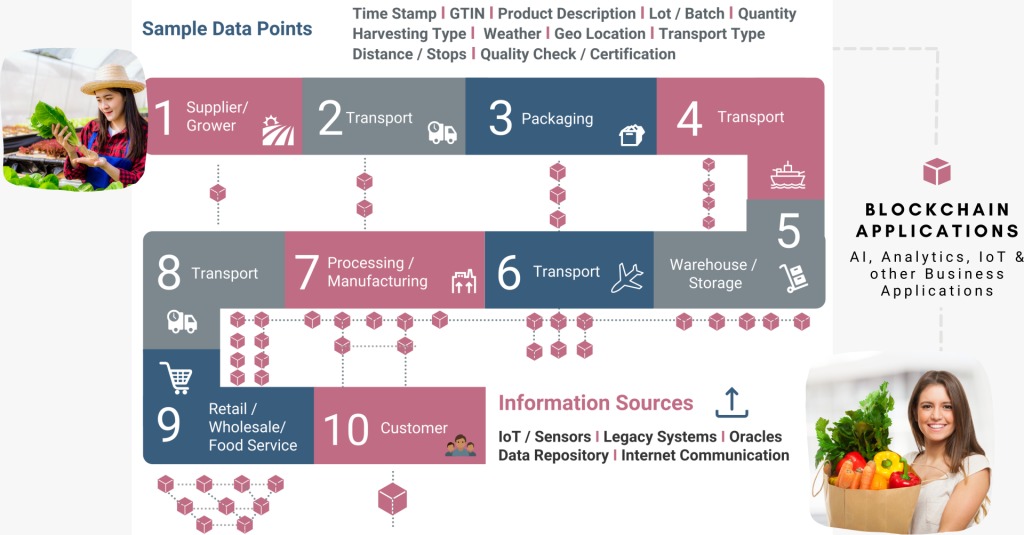 Sample Data Points
Time Stamp I GTIN I Product Description I Lot / Batch I Quantity
Harvesting Type I Weather I Geo Location I Transport Type
Distance / Stops I Quality Check / Certification
1 Supplier/
Grower
2 Transport
3 Packaging
4 Transport
5
Warehouse /
Storage
6 Transport
7 Processing /
Manufacturing
8 Transport
9 Retail /
Wholesale/
Food Service
10 Customer
Information Sources
IoT / Sensors I Legacy Systems I Oracles
Data Repository I Internet Communication
BLOCKCHAIN
APPLICATIONS
AI, Analytics, IoT &
other Business
Applications